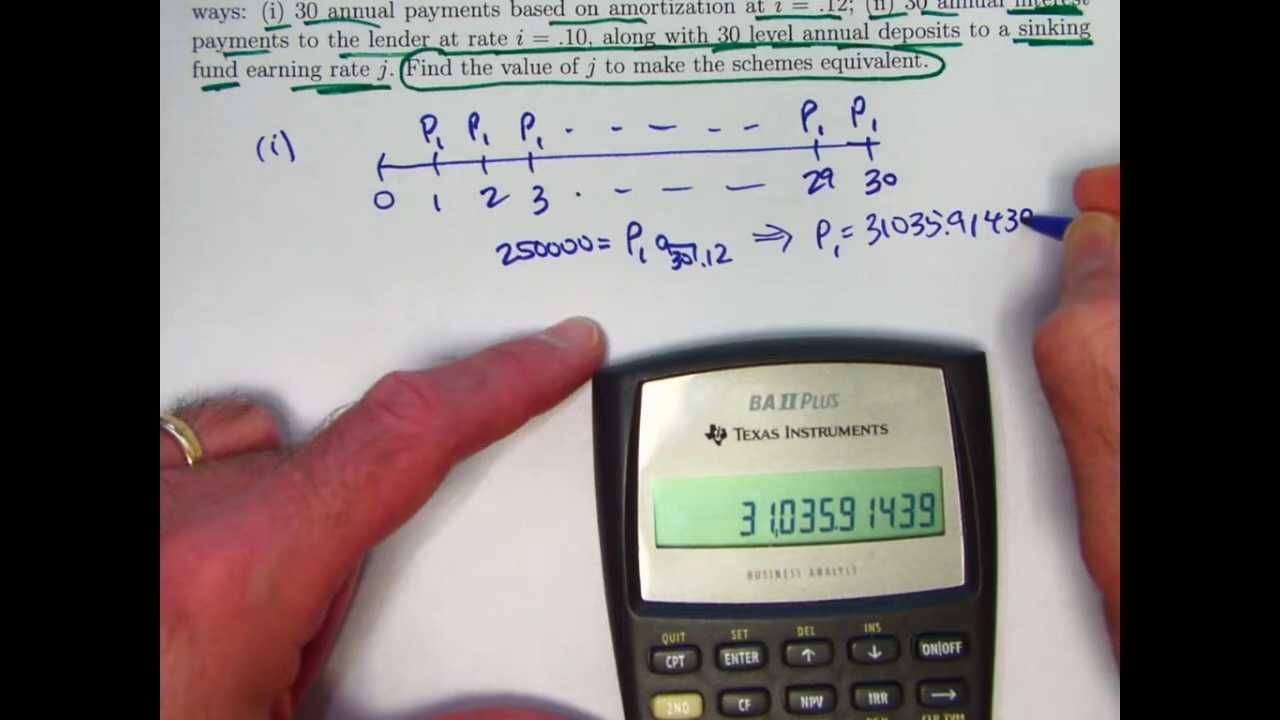 ways: (i) 30 annual payments based on amortization at i = .12; (ii) 30 annual interest
payments to the lender at rate i = .10, along with 30 level annual deposits to a sinking
fund earning rate j. Find the value of j to make the schemes equivalent.
(i)
P₁ P₁ P₁ . - - - - - P₁ P₁
0 1 2 3 . - - - 29 30
250000 = P₁ a30⌉.12 ⇒ P₁ = 31035.91439
BA II PLUS
TEXAS INSTRUMENTS
31,035.91439
BUSINESS ANALYST
QUIT SET DEL INS
CPT ENTER ↑ ↓ ON|OFF
2ND CF NPV IRR →
CLR TVM